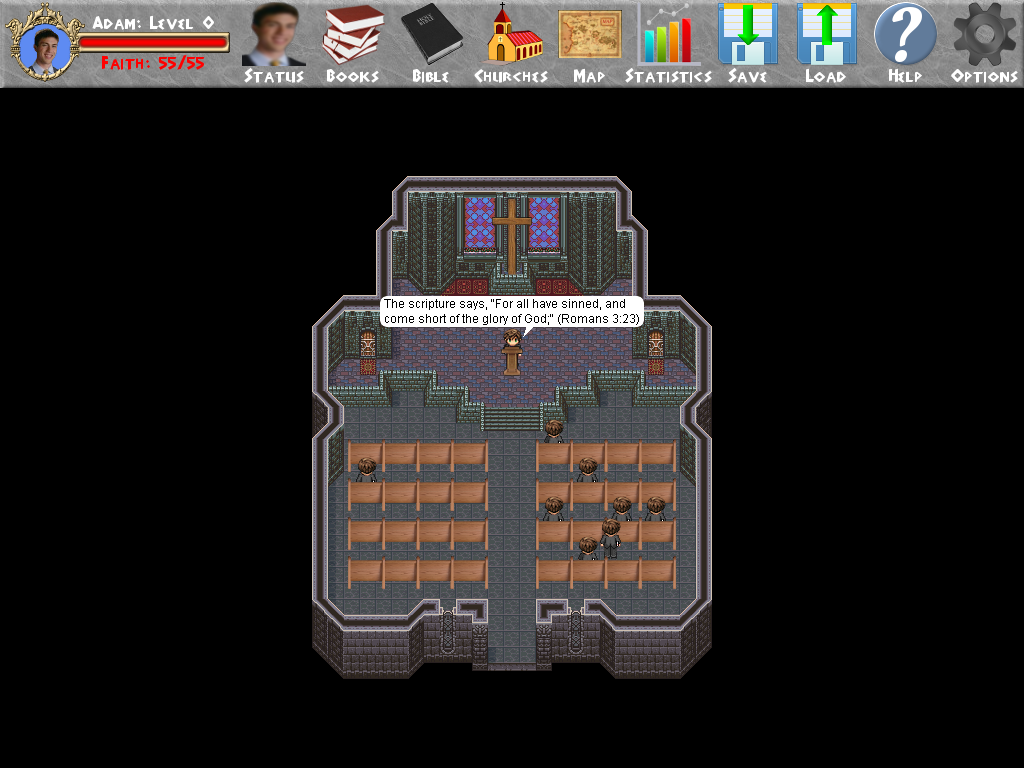 Adam: Level 0
Faith: 55/55
Status
Books
Bible
Churches
Map
Statistics
Save
Load
Help
Options
The scripture says, "For all have sinned, and
come short of the glory of God;" (Romans 3:23)